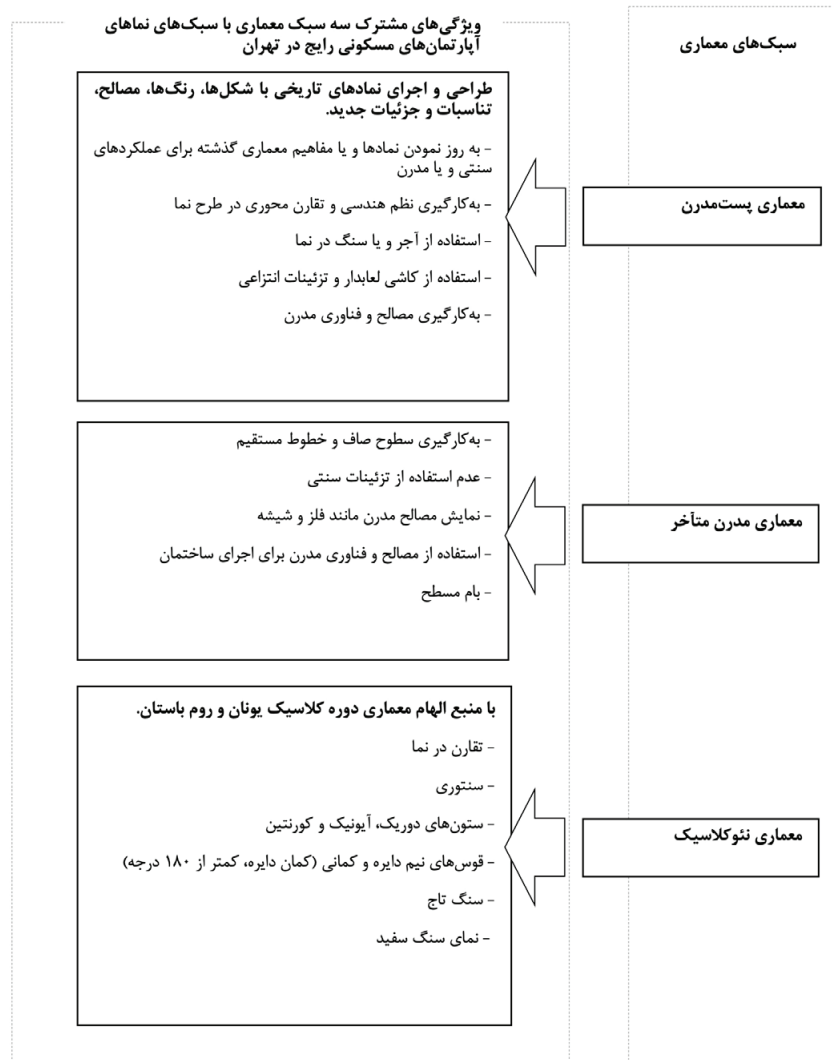 سبک‌های معماری
ویژگی‌های مشترک سه سبک معماری با سبک‌های نماهای
آپارتمان‌های مسکونی رایج در تهران
معماری پست‌مدرن
طراحی و اجرای نمادهای تاریخی با شکل‌ها، رنگ‌ها، مصالح،
تناسبات و جزئیات جدید.
- به روز نمودن نمادها و یا مفاهیم معماری گذشته برای عملکردهای
سنتی و یا مدرن
- به‌کارگیری نظم هندسی و تقارن محوری در طرح نما
- استفاده از آجر و یا سنگ در نما
- استفاده از کاشی لعابدار و تزئینات انتزاعی
- به‌کارگیری مصالح و فناوری مدرن
معماری مدرن متأخر
- به‌کارگیری سطوح صاف و خطوط مستقیم
- عدم استفاده از تزئینات سنتی
- نمایش مصالح مدرن مانند فلز و شیشه
- استفاده از مصالح و فناوری مدرن برای اجرای ساختمان
- بام مسطح
معماری نئوکلاسیک
با منبع الهام معماری دوره کلاسیک یونان و روم باستان.
- تقارن در نما
- سنتوری
- ستون‌های دوریک، آیونیک و کورنتین
- قوس‌های نیم دایره و کمانی (کمان دایره، کمتر از ۱۸۰ درجه)
- سنگ تاج
- نمای سنگ سفید